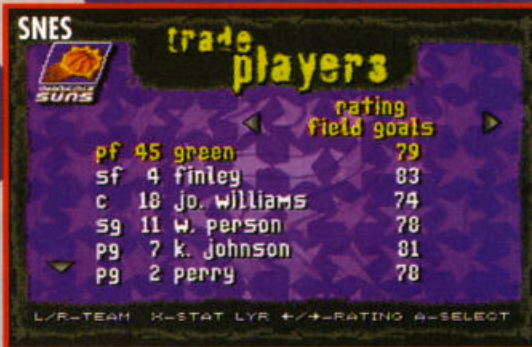 SNES
trade
players
PHOENIX
SUNS
rating
field goals
pf 45 green 79
sf 4 finley 83
c 18 jo. williams 74
sg 11 w. person 78
pg 7 k. johnson 81
pg 2 perry 78
L/R-TEAM X-STAT LYR ←/→-RATING A-SELECT